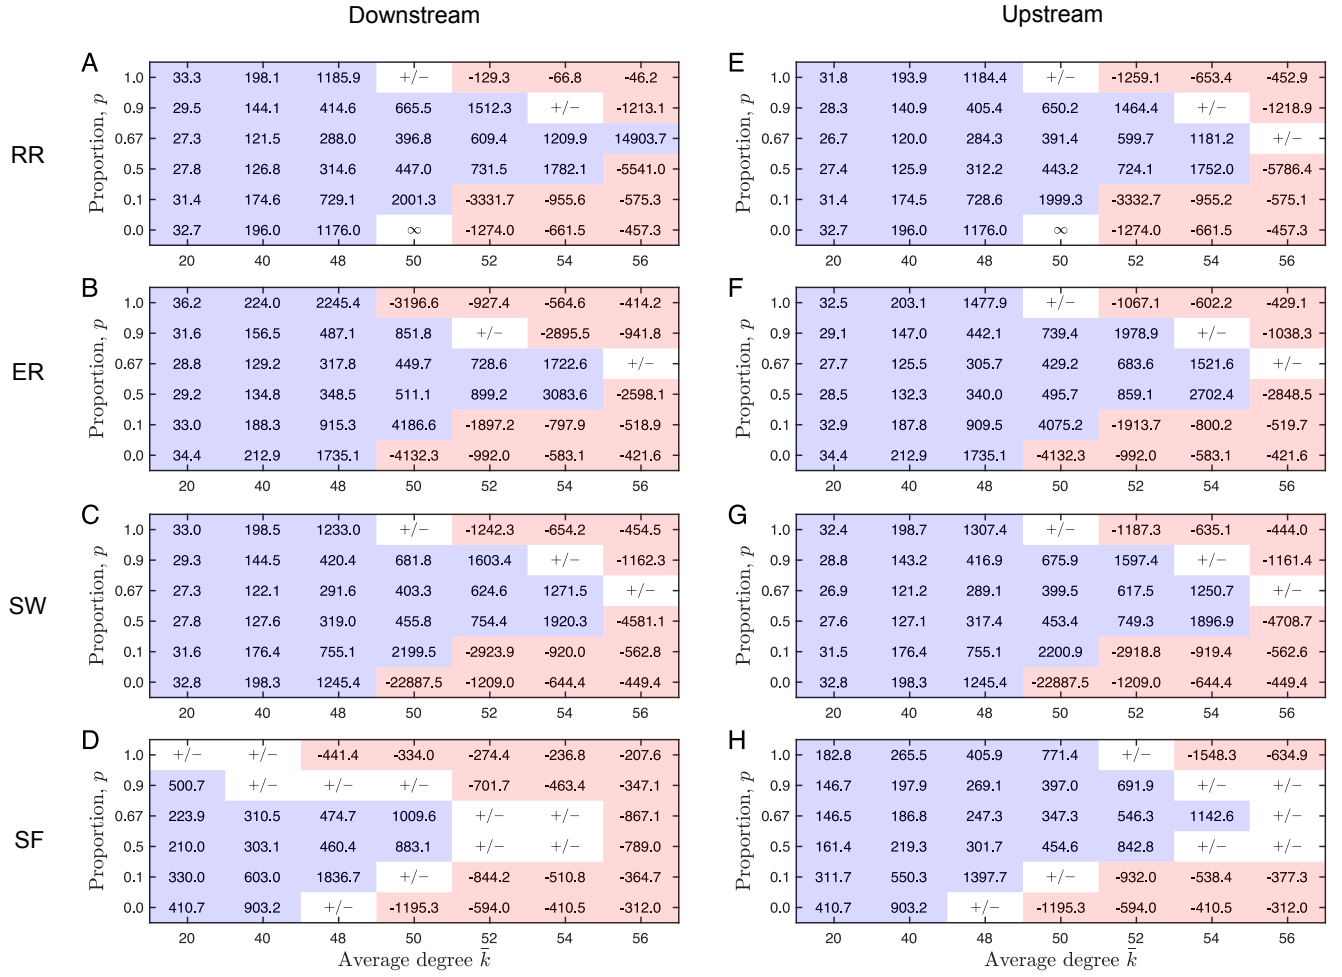 Downstream
Upstream
A
E
RR
Proportion, p
1.0 33.3 198.1 1185.9 +/− -129.3 -66.8 -46.2
0.9 29.5 144.1 414.6 665.5 1512.3 +/− -1213.1
0.67 27.3 121.5 288.0 396.8 609.4 1209.9 14903.7
0.5 27.8 126.8 314.6 447.0 731.5 1782.1 -5541.0
0.1 31.4 174.6 729.1 2001.3 -3331.7 -955.6 -575.3
0.0 32.7 196.0 1176.0 ∞ -1274.0 -661.5 -457.3
20 40 48 50 52 54 56
Proportion, p
1.0 31.8 193.9 1184.4 +/− -1259.1 -653.4 -452.9
0.9 28.3 140.9 405.4 650.2 1464.4 +/− -1218.9
0.67 26.7 120.0 284.3 391.4 599.7 1181.2 +/−
0.5 27.4 125.9 312.2 443.2 724.1 1752.0 -5786.4
0.1 31.4 174.5 728.6 1999.3 -3332.7 -955.2 -575.1
0.0 32.7 196.0 1176.0 ∞ -1274.0 -661.5 -457.3
20 40 48 50 52 54 56
B
F
ER
Proportion, p
1.0 36.2 224.0 2245.4 -3196.6 -927.4 -564.6 -414.2
0.9 31.6 156.5 487.1 851.8 +/− -2895.5 -941.8
0.67 28.8 129.2 317.8 449.7 728.6 1722.6 +/−
0.5 29.2 134.8 348.5 511.1 899.2 3083.6 -2598.1
0.1 33.0 188.3 915.3 4186.6 -1897.2 -797.9 -518.9
0.0 34.4 212.9 1735.1 -4132.3 -992.0 -583.1 -421.6
20 40 48 50 52 54 56
Proportion, p
1.0 32.5 203.1 1477.9 +/− -1067.1 -602.2 -429.1
0.9 29.1 147.0 442.1 739.4 1978.9 +/− -1038.3
0.67 27.7 125.5 305.7 429.2 683.6 1521.6 +/−
0.5 28.5 132.3 340.0 495.7 859.1 2702.4 -2848.5
0.1 32.9 187.8 909.5 4075.2 -1913.7 -800.2 -519.7
0.0 34.4 212.9 1735.1 -4132.3 -992.0 -583.1 -421.6
20 40 48 50 52 54 56
C
G
SW
Proportion, p
1.0 33.0 198.5 1233.0 +/− -1242.3 -654.2 -454.5
0.9 29.3 144.5 420.4 681.8 1603.4 +/− -1162.3
0.67 27.3 122.1 291.6 403.3 624.6 1271.5 +/−
0.5 27.8 127.6 319.0 455.8 754.4 1920.3 -4581.1
0.1 31.6 176.4 755.1 2199.5 -2923.9 -920.0 -562.8
0.0 32.8 198.3 1245.4 -22887.5 -1209.0 -644.4 -449.4
20 40 48 50 52 54 56
Proportion, p
1.0 32.4 198.7 1307.4 +/− -1187.3 -635.1 -444.0
0.9 28.8 143.2 416.9 675.9 1597.4 +/− -1161.4
0.67 26.9 121.2 289.1 399.5 617.5 1250.7 +/−
0.5 27.6 127.1 317.4 453.4 749.3 1896.9 -4708.7
0.1 31.5 176.4 755.1 2200.9 -2918.8 -919.4 -562.6
0.0 32.8 198.3 1245.4 -22887.5 -1209.0 -644.4 -449.4
20 40 48 50 52 54 56
D
H
SF
Proportion, p
1.0 +/− +/− -441.4 -334.0 -274.4 -236.8 -207.6
0.9 500.7 +/− +/− +/− -701.7 -463.4 -347.1
0.67 223.9 310.5 474.7 1009.6 +/− +/− -867.1
0.5 210.0 303.1 460.4 883.1 +/− +/− -789.0
0.1 330.0 603.0 1836.7 +/− -844.2 -510.8 -364.7
0.0 410.7 903.2 +/− -1195.3 -594.0 -410.5 -312.0
20 40 48 50 52 54 56
Average degree k̄
Proportion, p
1.0 182.8 265.5 405.9 771.4 +/− -1548.3 -634.9
0.9 146.7 197.9 269.1 397.0 691.9 +/− +/−
0.67 146.5 186.8 247.3 347.3 546.3 1142.6 +/−
0.5 161.4 219.3 301.7 454.6 842.8 +/− +/−
0.1 311.7 550.3 1397.7 +/− -932.0 -538.4 -377.3
0.0 410.7 903.2 +/− -1195.3 -594.0 -410.5 -312.0
20 40 48 50 52 54 56
Average degree k̄